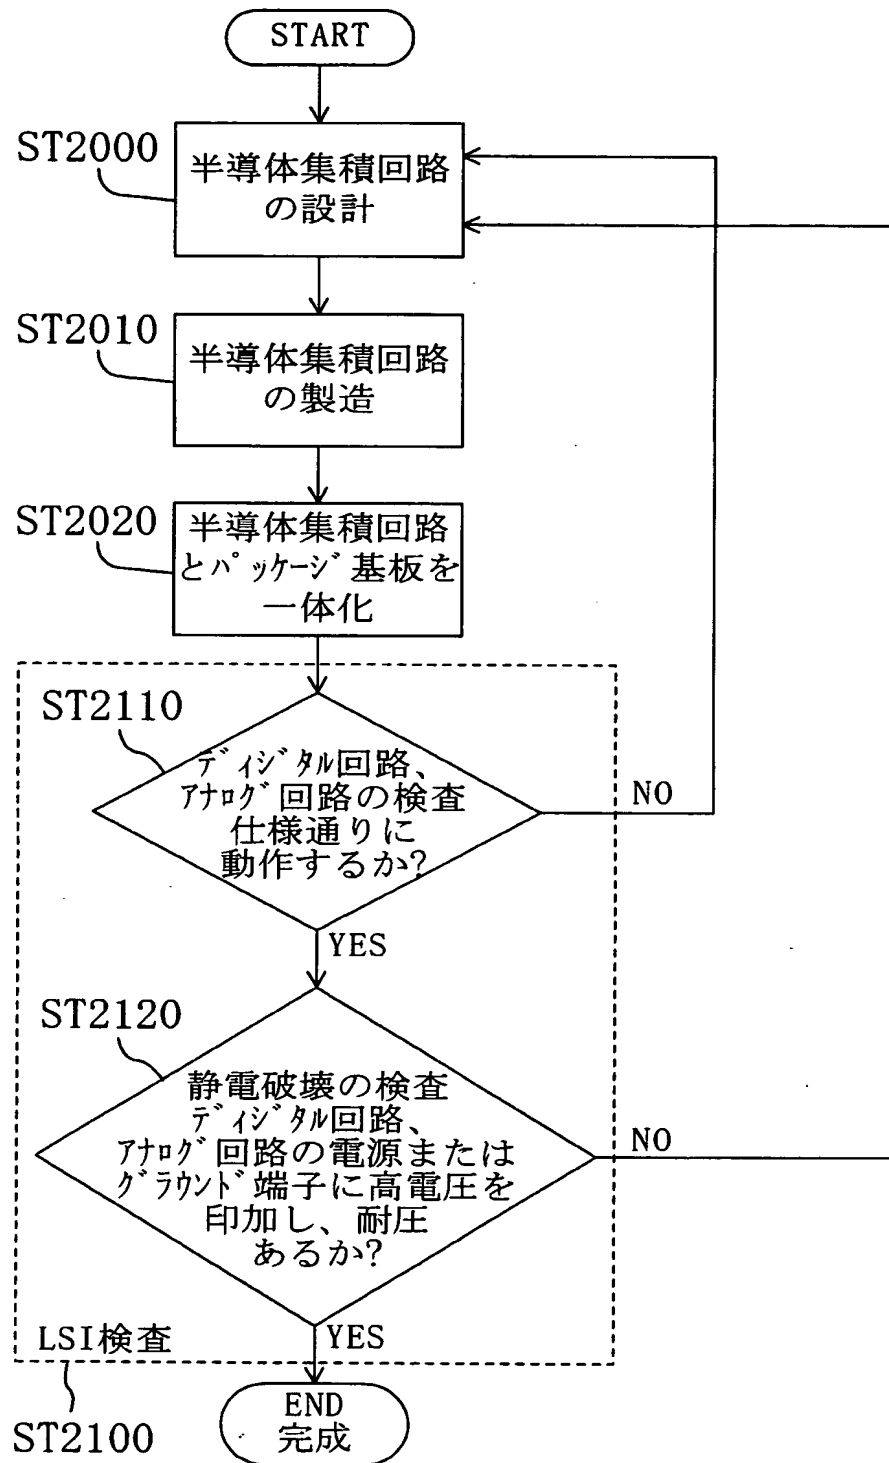 START
ST2000
半導体集積回路
の設計
ST2010
半導体集積回路
の製造
ST2020
半導体集積回路
とﾊﾟｯｹｰｼﾞ基板を
一体化
ST2110
ﾃﾞｨｼﾞﾀﾙ回路、
ｱﾅﾛｸﾞ回路の検査
仕様通りに
動作するか?
NO
YES
ST2120
静電破壊の検査
ﾃﾞｨｼﾞﾀﾙ回路、
ｱﾅﾛｸﾞ回路の電源または
ｸﾞﾗｳﾝﾄﾞ端子に高電圧を
印加し、耐圧
あるか?
NO
YES
LSI検査
ST2100
END
完成